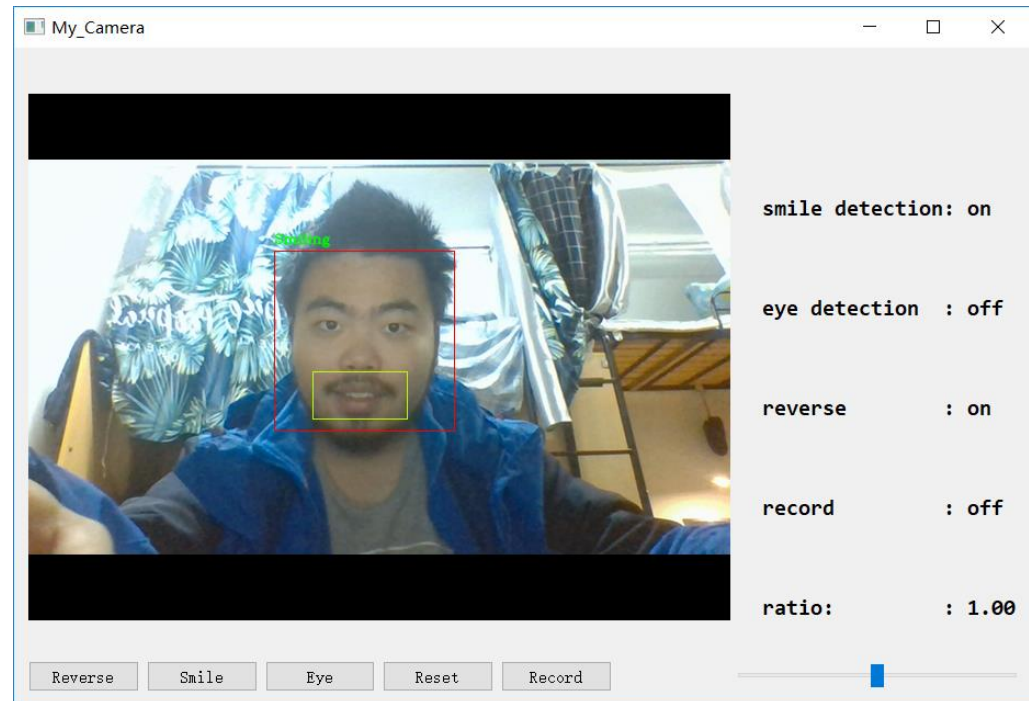 My_Camera
Smiling
smile detection: on
eye detection : off
reverse : on
record : off
ratio: : 1.00
Reverse Smile Eye Reset Record